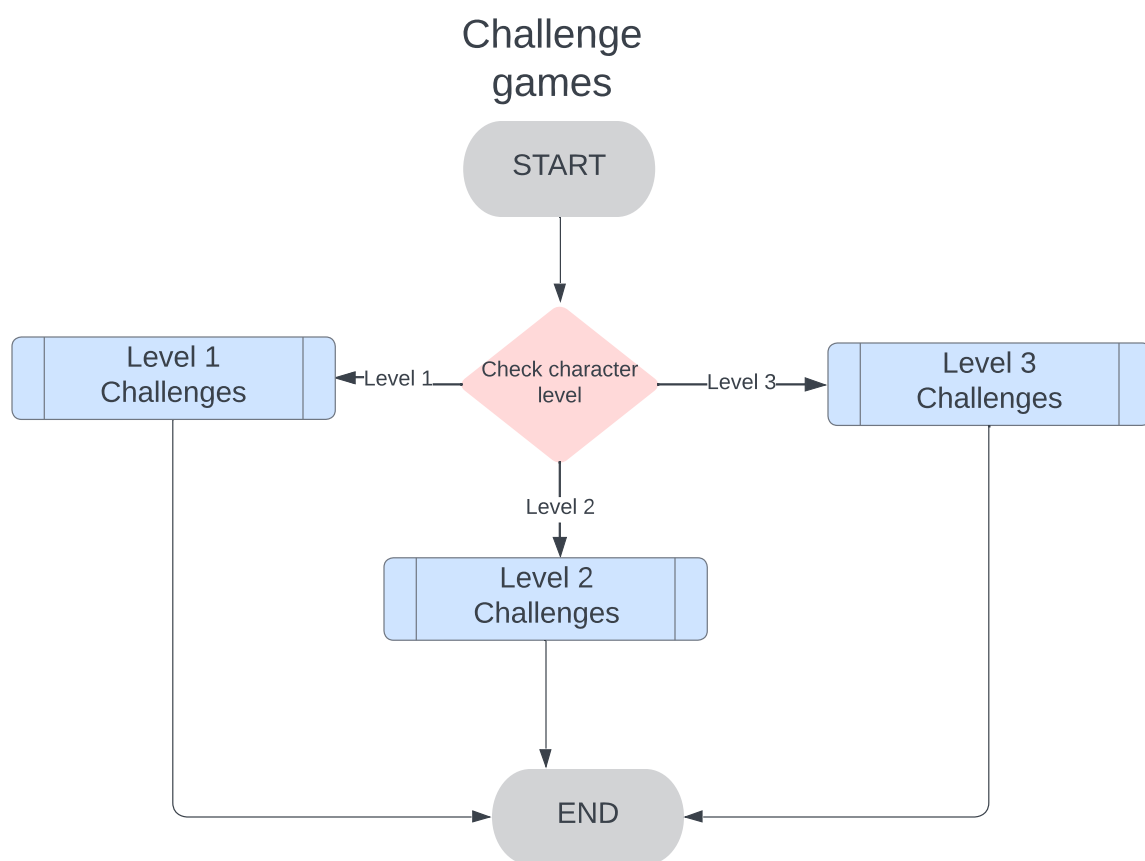 Challenge
games
START
Check character
level
Level 1
Level 3
Level 1
Challenges
Level 3
Challenges
Level 2
Level 2
Challenges
END